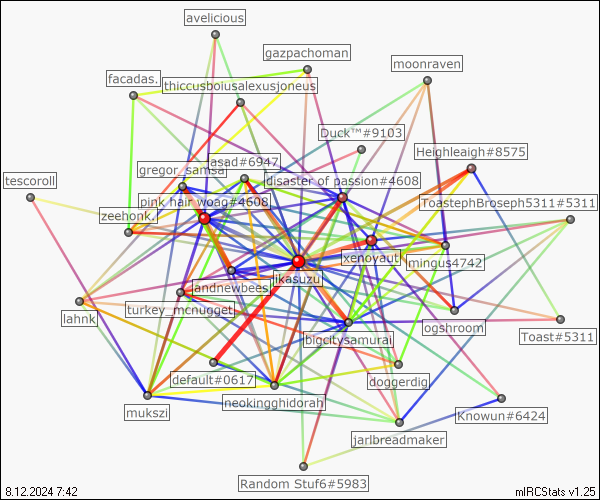 avelicious
gazpachoman
moonraven
facadas.
thiccusboiusalexusjoneus
Duck™#9103
Heighleaigh#8575
asad#6947
gregor_samsa
tescoroll
disaster of passion#4608
pink hair woag#4608
ToastephBroseph5311#5311
zeehonk.
xenoyaut
mingus4742
ikasuzu
landnewbees
lahnk
turkey_mcnugget
ogshroom
bigcitysamurai
Toast#5311
default#0617
doggerdig
mukszi
neokingghidorah
Knowun#6424
jarlbreadmaker
Random Stuf6#5983
8.12.2024 7:42
mIRCStats v1.25